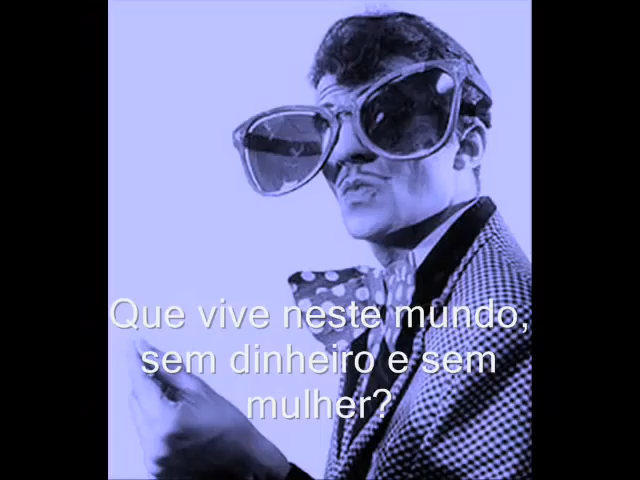 Que vive neste mundo,
sem dinheiro e sem
mulher?